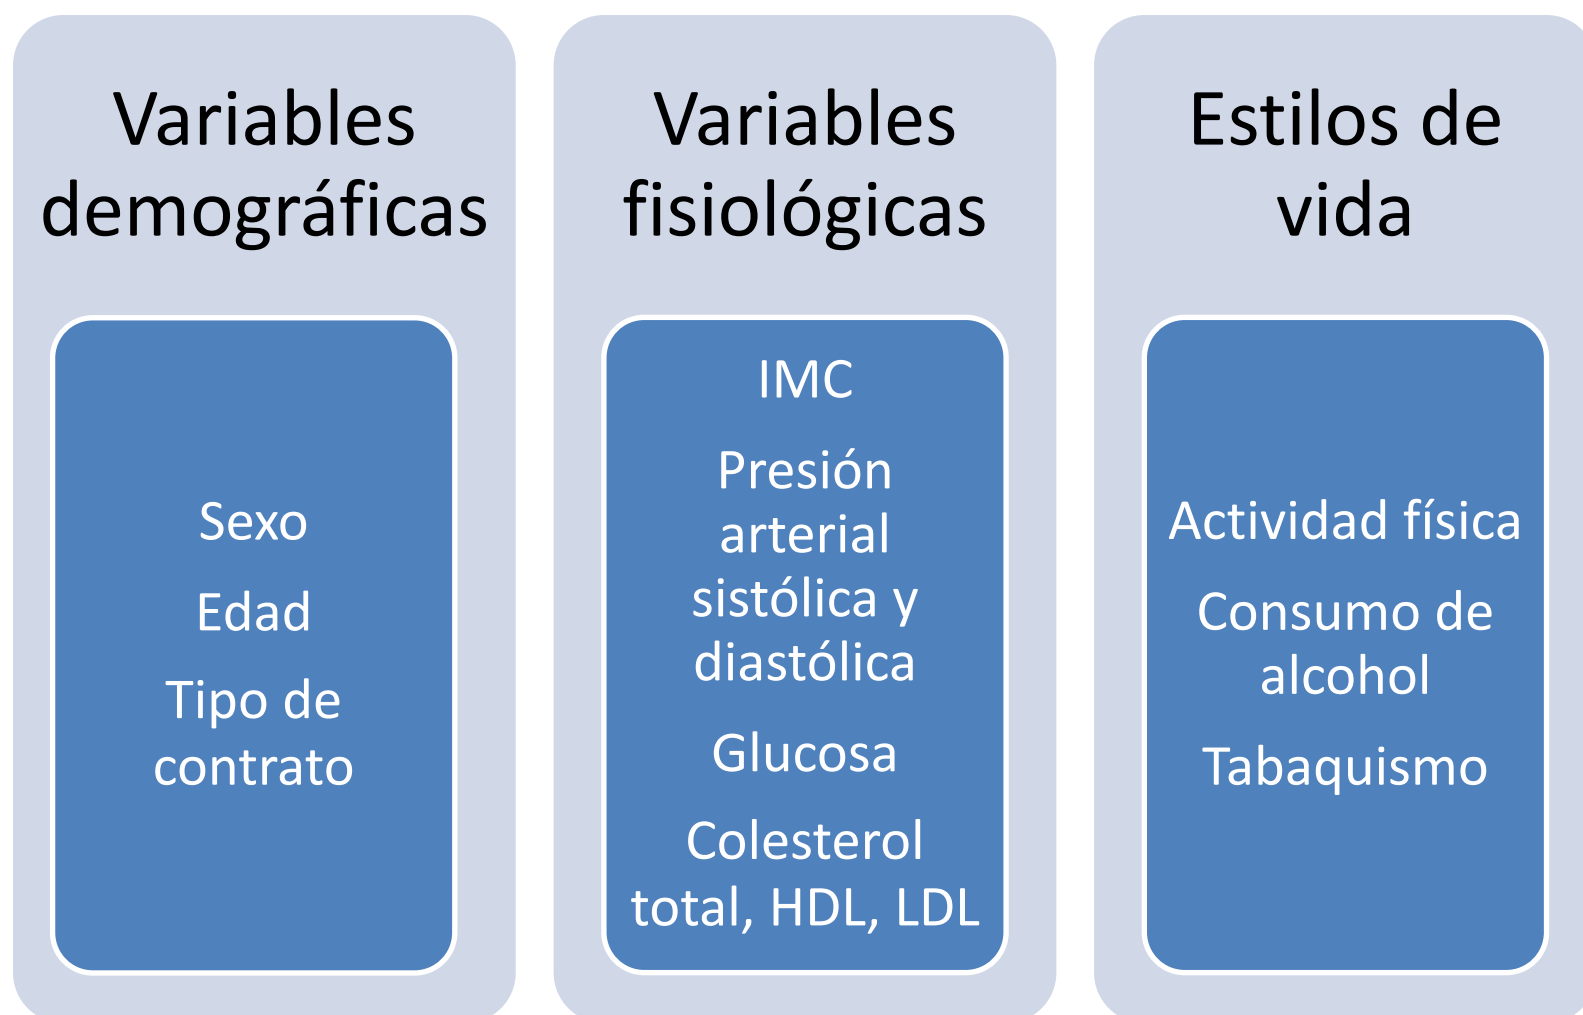 Variables
demográficas
Sexo
Edad
Tipo de
contrato
Variables
fisiológicas
IMC
Presión
arterial
sistólica y
diastólica
Glucosa
Colesterol
total, HDL, LDL
Estilos de
vida
Actividad física
Consumo de
alcohol
Tabaquismo